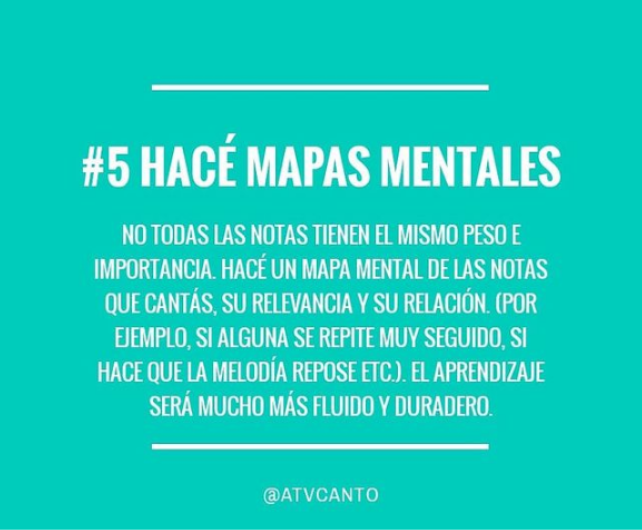 #5 HACÉ MAPAS MENTALES
NO TODAS LAS NOTAS TIENEN EL MISMO PESO E
IMPORTANCIA. HACÉ UN MAPA MENTAL DE LAS NOTAS
QUE CANTÁS, SU RELEVANCIA Y SU RELACIÓN. (POR
EJEMPLO, SI ALGUNA SE REPITE MUY SEGUIDO, SI
HACE QUE LA MELODÍA REPOSE ETC.). EL APRENDIZAJE
SERÁ MUCHO MÁS FLUIDO Y DURADERO.
@ATVCANTO